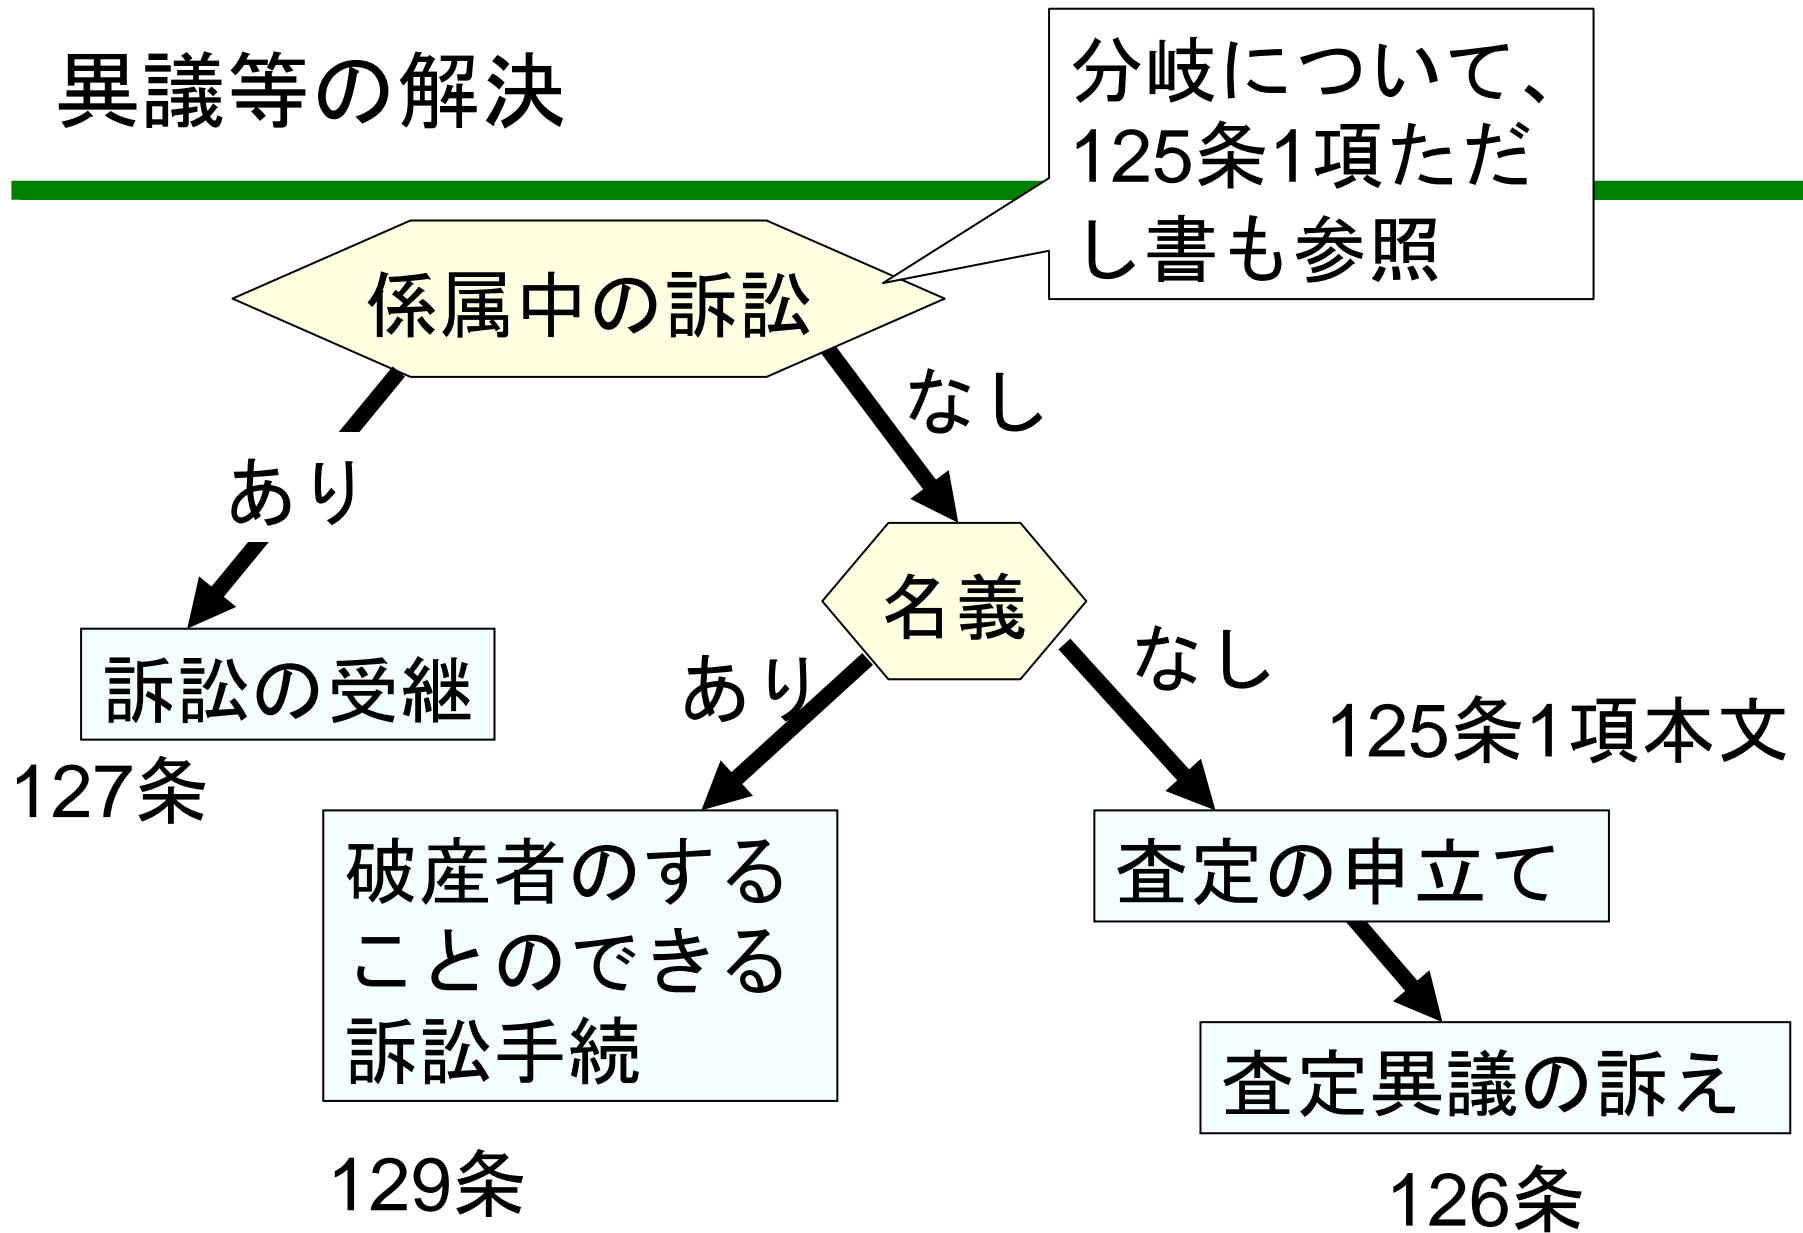 異議等の解決
分岐について、
125条1項ただ
し書も参照
係属中の訴訟
なし
あり
名義
訴訟の受継
127条
あり
なし
125条1項本文
破産者のする
ことのできる
訴訟手続
129条
査定の申立て
査定異議の訴え
126条